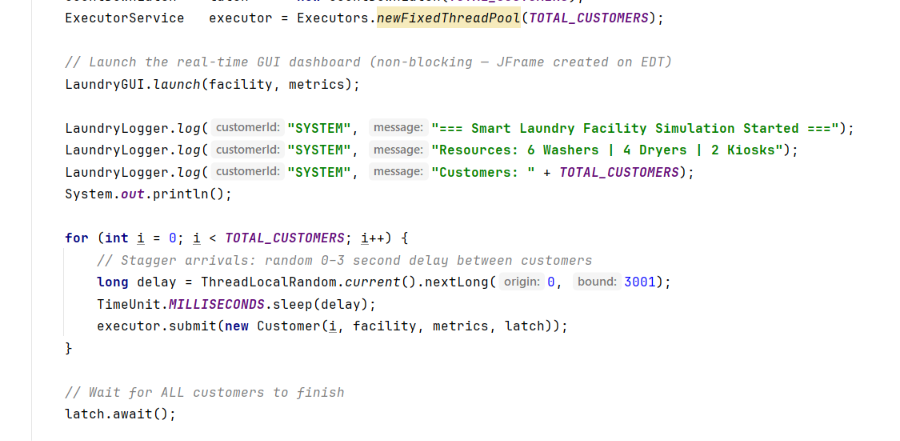 ExecutorService executor = Executors.newFixedThreadPool(TOTAL_CUSTOMERS);
// Launch the real-time GUI dashboard (non-blocking — JFrame created on EDT)
LaundryGUI.launch(facility, metrics);
LaundryLogger.log( customerId: "SYSTEM", message: "=== Smart Laundry Facility Simulation Started ===");
LaundryLogger.log( customerId: "SYSTEM", message: "Resources: 6 Washers | 4 Dryers | 2 Kiosks");
LaundryLogger.log( customerId: "SYSTEM", message: "Customers: " + TOTAL_CUSTOMERS);
System.out.println();
for (int i = 0; i < TOTAL_CUSTOMERS; i++) {
// Stagger arrivals: random 0–3 second delay between customers
long delay = ThreadLocalRandom.current().nextLong( origin: 0, bound: 3001);
TimeUnit.MILLISECONDS.sleep(delay);
executor.submit(new Customer(i, facility, metrics, latch));
}
// Wait for ALL customers to finish
latch.await();